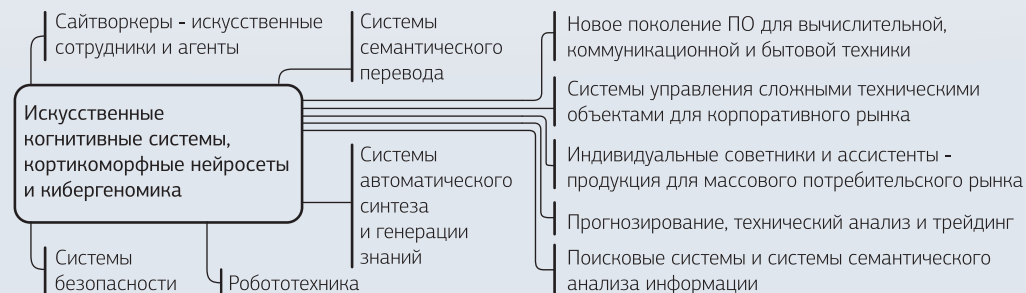 Сайтворкеры - искусственные
сотрудники и агенты
Системы
семантического
перевода
Новое поколение ПО для вычислительной,
коммуникационной и бытовой техники
Искусственные
когнитивные системы,
кортикоморфные нейросеты
и кибергеномика
Системы управления сложными техническими
объектами для корпоративного рынка
Системы
автоматического
синтеза
и генерации
знаний
Индивидуальные советники и ассистенты -
продукция для массового потребительского рынка
Прогнозирование, технический анализ и трейдинг
Системы
безопасности
Робототехника
Поисковые системы и системы семантического
анализа информации